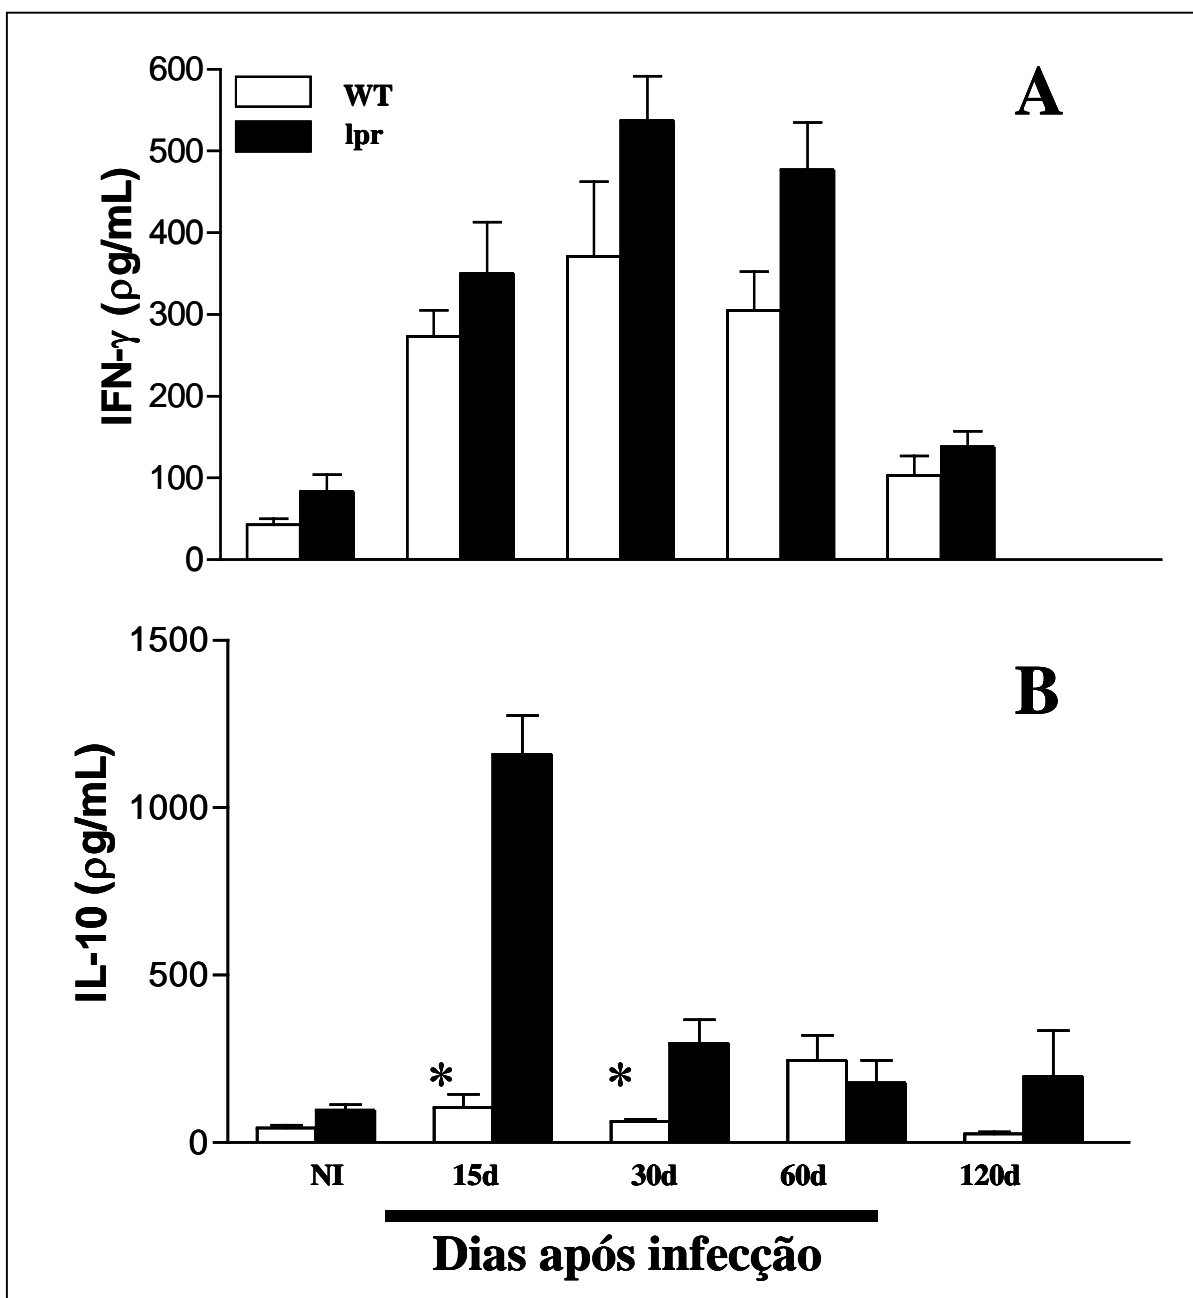 A
WT
lpr
IFN-γ (ρg/mL)
600
500
400
300
200
100
0
B
IL-10 (ρg/mL)
1500
1000
500
0
*
*
NI 15d 30d 60d 120d
Dias após infecção